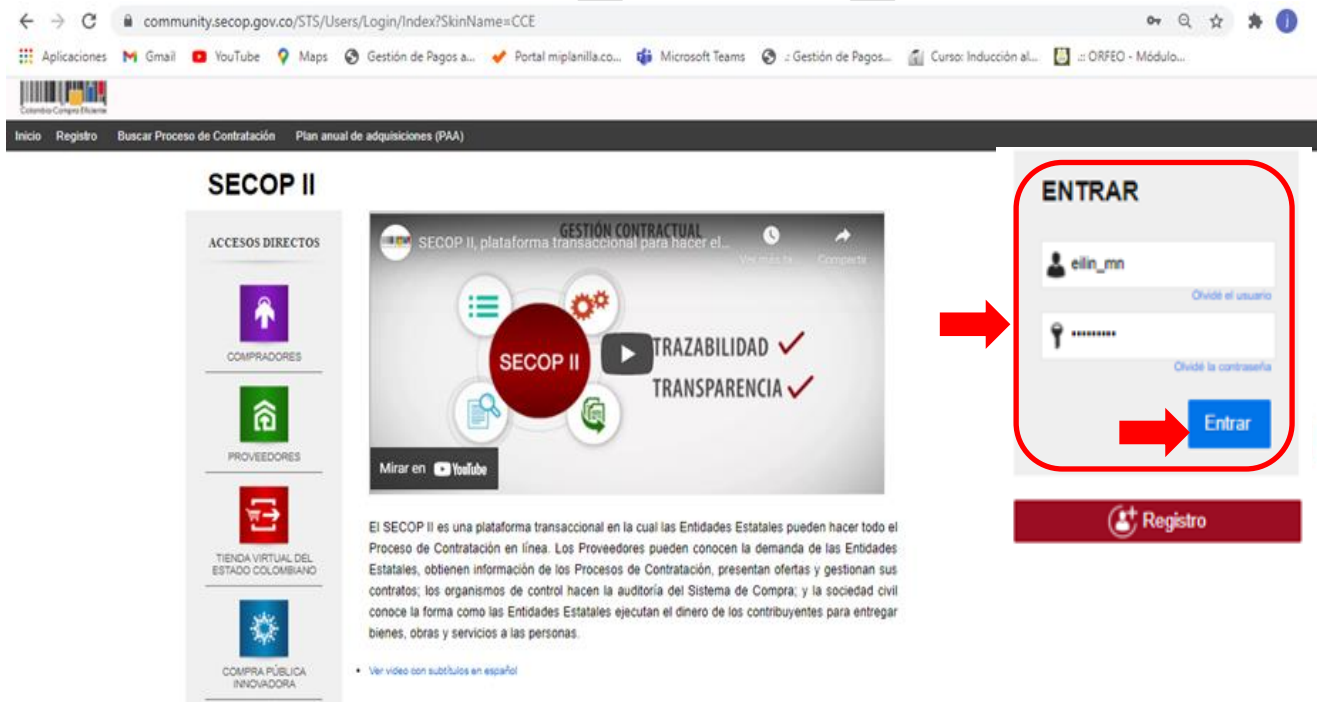 community.secop.gov.co/STS/Users/Login/Index?SkinName=CCE
Aplicaciones Gmail YouTube Maps Gestión de Pagos a... Portal miplanilla.co... Microsoft Teams .: Gestión de Pagos... Curso: Inducción al... .:: ORFEO - Módulo...
Colombia Compra Eficiente
Inicio Registro Buscar Proceso de Contratación Plan anual de adquisiciones (PAA)
SECOP II
ACCESOS DIRECTOS
COMPRADORES
PROVEEDORES
TIENDA VIRTUAL DEL
ESTADO COLOMBIANO
COMPRA PÚBLICA
INNOVADORA
GESTIÓN CONTRACTUAL
SECOP II, plataforma transaccional para hacer el...
Ver más ta... Compartir
SECOP II
TRAZABILIDAD
TRANSPARENCIA
Mirar en YouTube
El SECOP II es una plataforma transaccional en la cual las Entidades Estatales pueden hacer todo el
Proceso de Contratación en línea. Los Proveedores pueden conocen la demanda de las Entidades
Estatales, obtienen información de los Procesos de Contratación, presentan ofertas y gestionan sus
contratos; los organismos de control hacen la auditoría del Sistema de Compra; y la sociedad civil
conoce la forma como las Entidades Estatales ejecutan el dinero de los contribuyentes para entregar
bienes, obras y servicios a las personas.
• Ver video con subtítulos en español
ENTRAR
eilin_mn
Olvidé el usuario
•••••••••
Olvidé la contraseña
Entrar
Registro
j